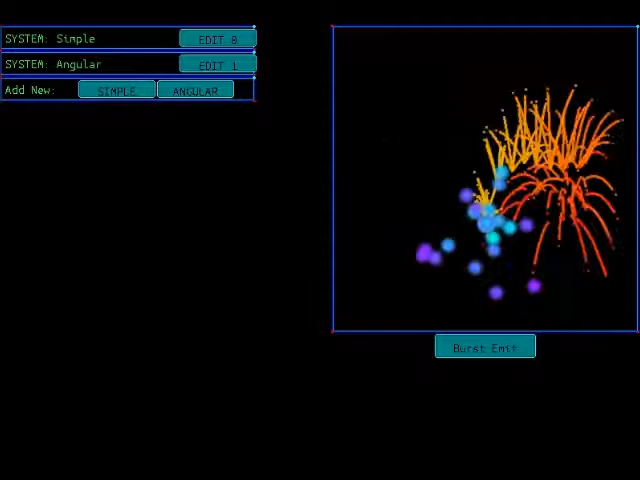 SYSTEM: Simple EDIT 0
SYSTEM: Angular EDIT 1
Add New: SIMPLE ANGULAR
Burst Emit